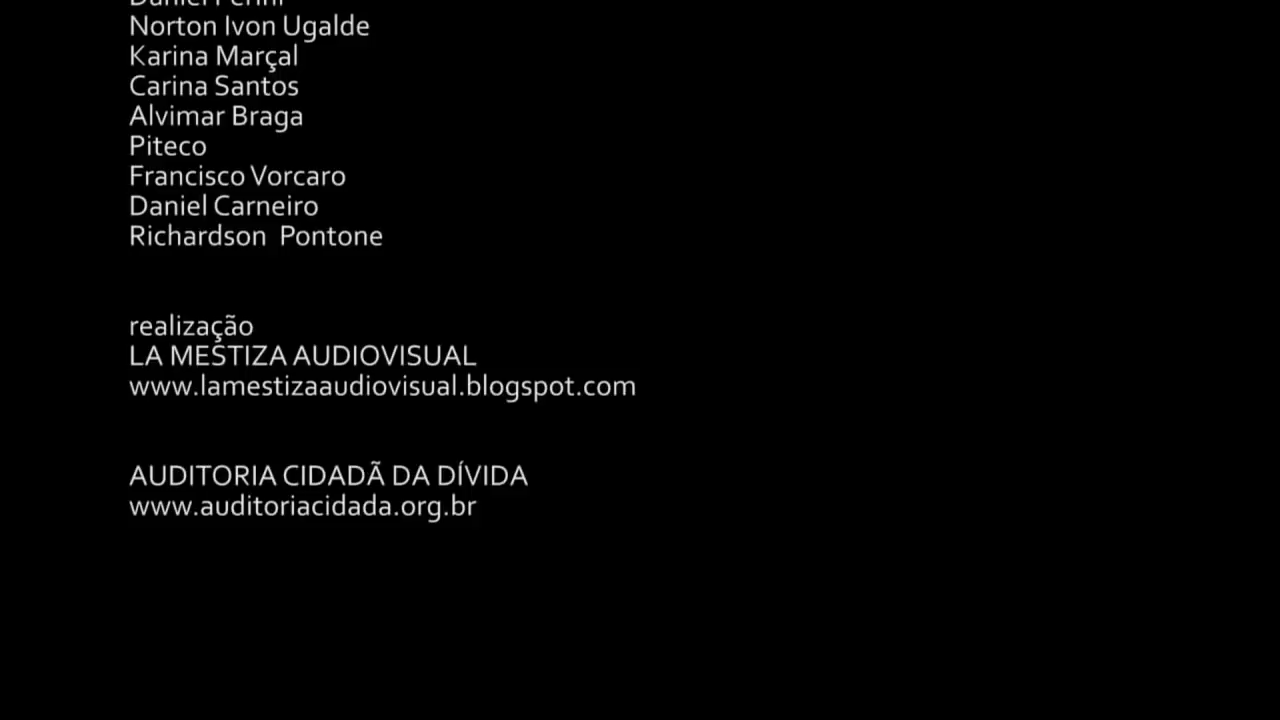 Norton Ivon Ugalde
Karina Marçal
Carina Santos
Alvimar Braga
Piteco
Francisco Vorcaro
Daniel Carneiro
Richardson Pontone
realização
LA MESTIZA AUDIOVISUAL
www.lamestizaaudiovisual.blogspot.com
AUDITORIA CIDADÃ DA DÍVIDA
www.auditoriacidada.org.br